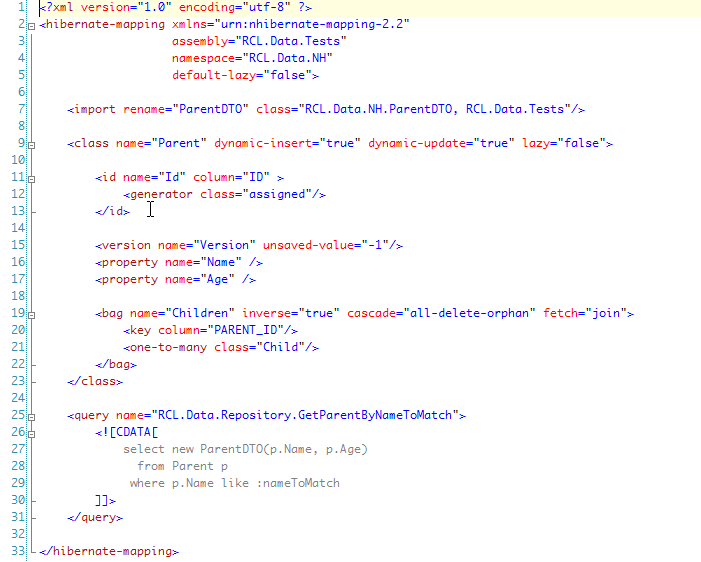 1 <?xml version="1.0" encoding="utf-8" ?>
2 <hibernate-mapping xmlns="urn:nhibernate-mapping-2.2"
3 assembly="RCL.Data.Tests"
4 namespace="RCL.Data.NH"
5 default-lazy="false">
6
7 <import rename="ParentDTO" class="RCL.Data.NH.ParentDTO, RCL.Data.Tests"/>
8
9 <class name="Parent" dynamic-insert="true" dynamic-update="true" lazy="false">
10
11 <id name="Id" column="ID" >
12 <generator class="assigned"/>
13 </id>
14
15 <version name="Version" unsaved-value="-1"/>
16 <property name="Name" />
17 <property name="Age" />
18
19 <bag name="Children" inverse="true" cascade="all-delete-orphan" fetch="join">
20 <key column="PARENT_ID"/>
21 <one-to-many class="Child"/>
22 </bag>
23 </class>
24
25 <query name="RCL.Data.Repository.GetParentByNameToMatch">
26 <![CDATA[
27 select new ParentDTO(p.Name, p.Age)
28 from Parent p
29 where p.Name like :nameToMatch
30 ]]>
31 </query>
32
33 </hibernate-mapping>